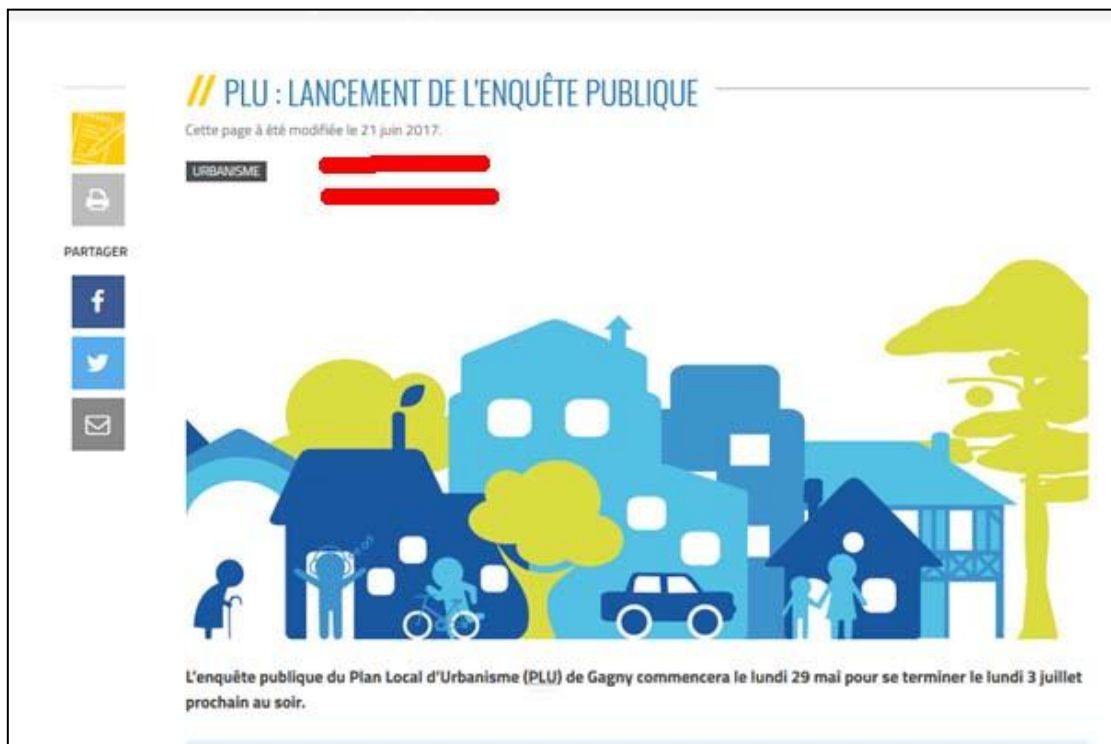 // PLU : LANCEMENT DE L'ENQUÊTE PUBLIQUE
Cette page à été modifiée le 21 juin 2017.
URBANISME
PARTAGER
L'enquête publique du Plan Local d'Urbanisme (PLU) de Gagny commencera le lundi 29 mai pour se terminer le lundi 3 juillet
prochain au soir.